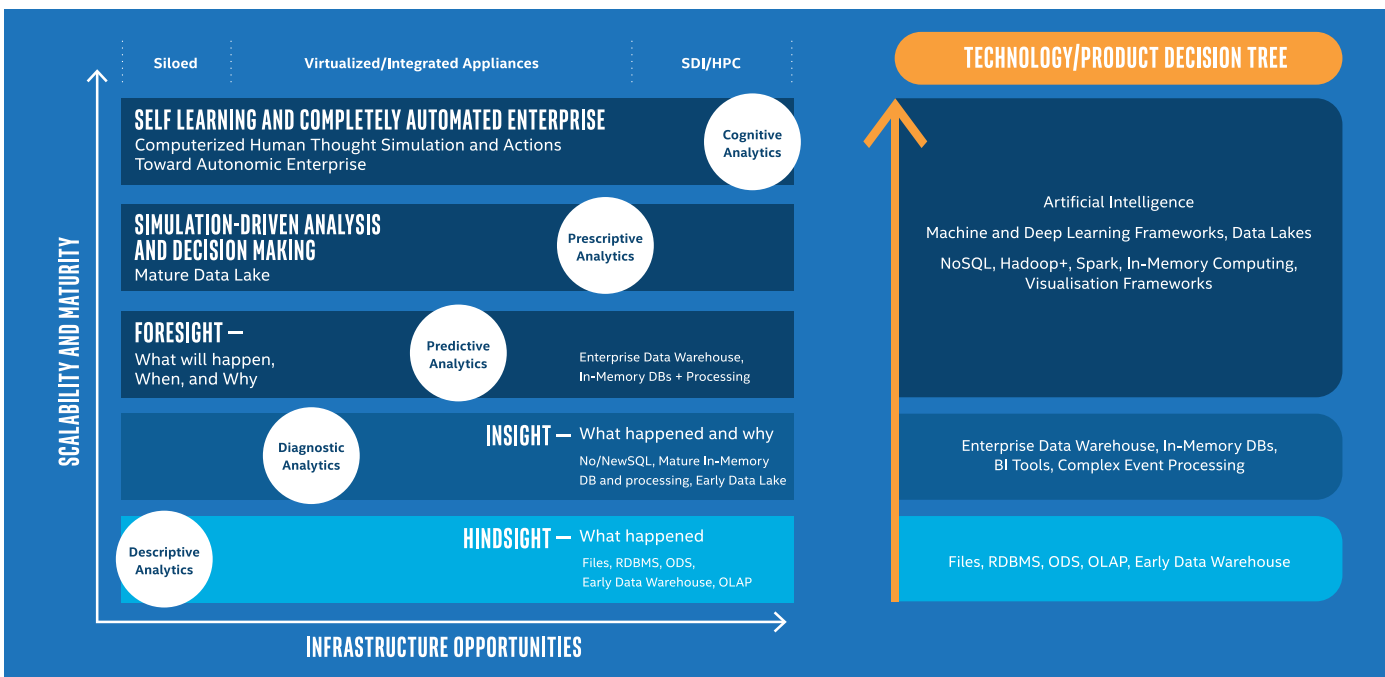 Siloed
Virtualized/Integrated Appliances
SDI/HPC
SCALABILITY AND MATURITY
SELF LEARNING AND COMPLETELY AUTOMATED ENTERPRISE
Computerized Human Thought Simulation and Actions
Toward Autonomic Enterprise
Cognitive
Analytics
SIMULATION-DRIVEN ANALYSIS
AND DECISION MAKING
Mature Data Lake
Prescriptive
Analytics
FORESIGHT —
What will happen,
When, and Why
Predictive
Analytics
Enterprise Data Warehouse,
In-Memory DBs + Processing
Diagnostic
Analytics
INSIGHT — What happened and why
No/NewSQL, Mature In-Memory
DB and processing, Early Data Lake
Descriptive
Analytics
HINDSIGHT — What happened
Files, RDBMS, ODS,
Early Data Warehouse, OLAP
INFRASTRUCTURE OPPORTUNITIES
TECHNOLOGY/PRODUCT DECISION TREE
Artificial Intelligence
Machine and Deep Learning Frameworks, Data Lakes
NoSQL, Hadoop+, Spark, In-Memory Computing,
Visualisation Frameworks
Enterprise Data Warehouse, In-Memory DBs,
BI Tools, Complex Event Processing
Files, RDBMS, ODS, OLAP, Early Data Warehouse